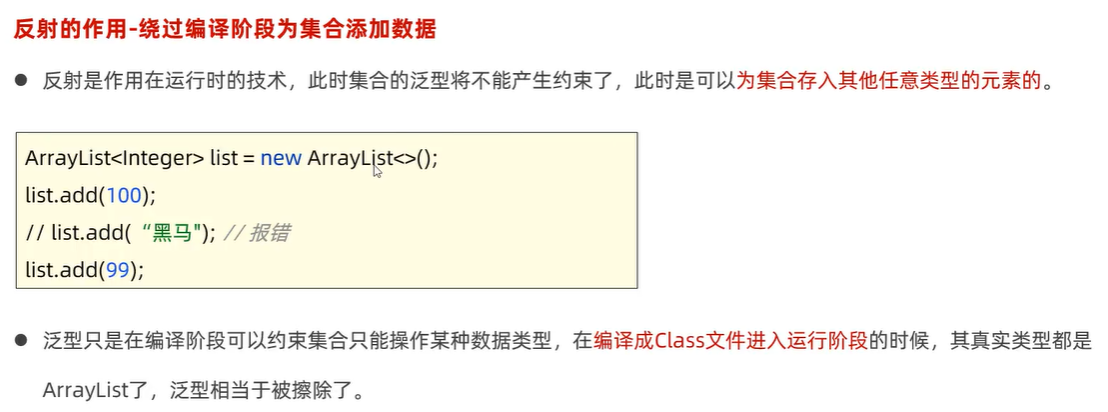 反射的作用-绕过编译阶段为集合添加数据
● 反射是作用在运行时的技术，此时集合的泛型将不能产生约束了，此时是可以为集合存入其他任意类型的元素的。
ArrayList<Integer> list = new ArrayList<>();
list.add(100);
// list.add( “黑马"); // 报错
list.add(99);
● 泛型只是在编译阶段可以约束集合只能操作某种数据类型，在编译成Class文件进入运行阶段的时候，其真实类型都是
ArrayList了，泛型相当于被擦除了。